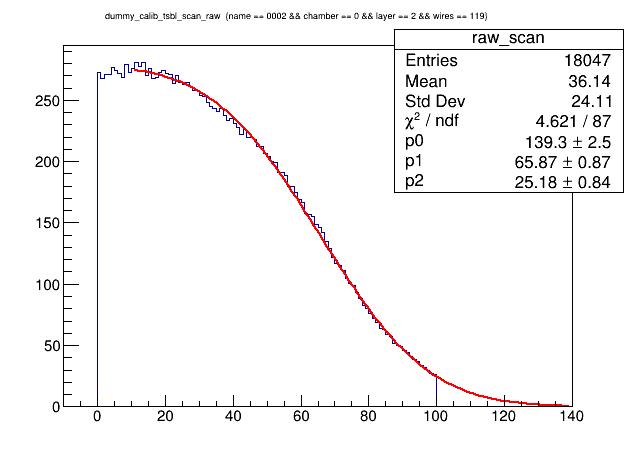 dummy_calib_tsbl_scan_raw (name == 0002 && chamber == 0 && layer == 2 && wires == 119)
raw_scan
Entries 18047
Mean 36.14
Std Dev 24.11
χ² / ndf 4.621 / 87
p0 139.3 ± 2.5
p1 65.87 ± 0.87
p2 25.18 ± 0.84
250
200
150
100
50
0
0 20 40 60 80 100 120 140